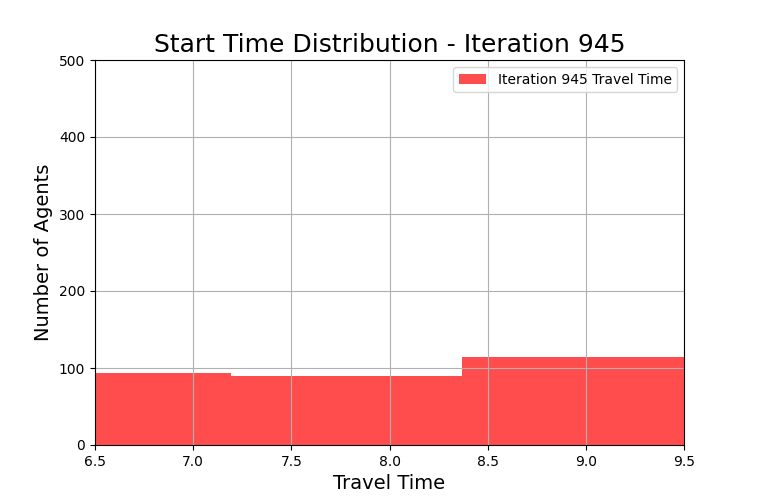 Start Time Distribution - Iteration 945
500
Iteration 945 Travel Time
400
300
200
100
0
Number of Agents
6.5 7.0 7.5 8.0 8.5 9.0 9.5
Travel Time